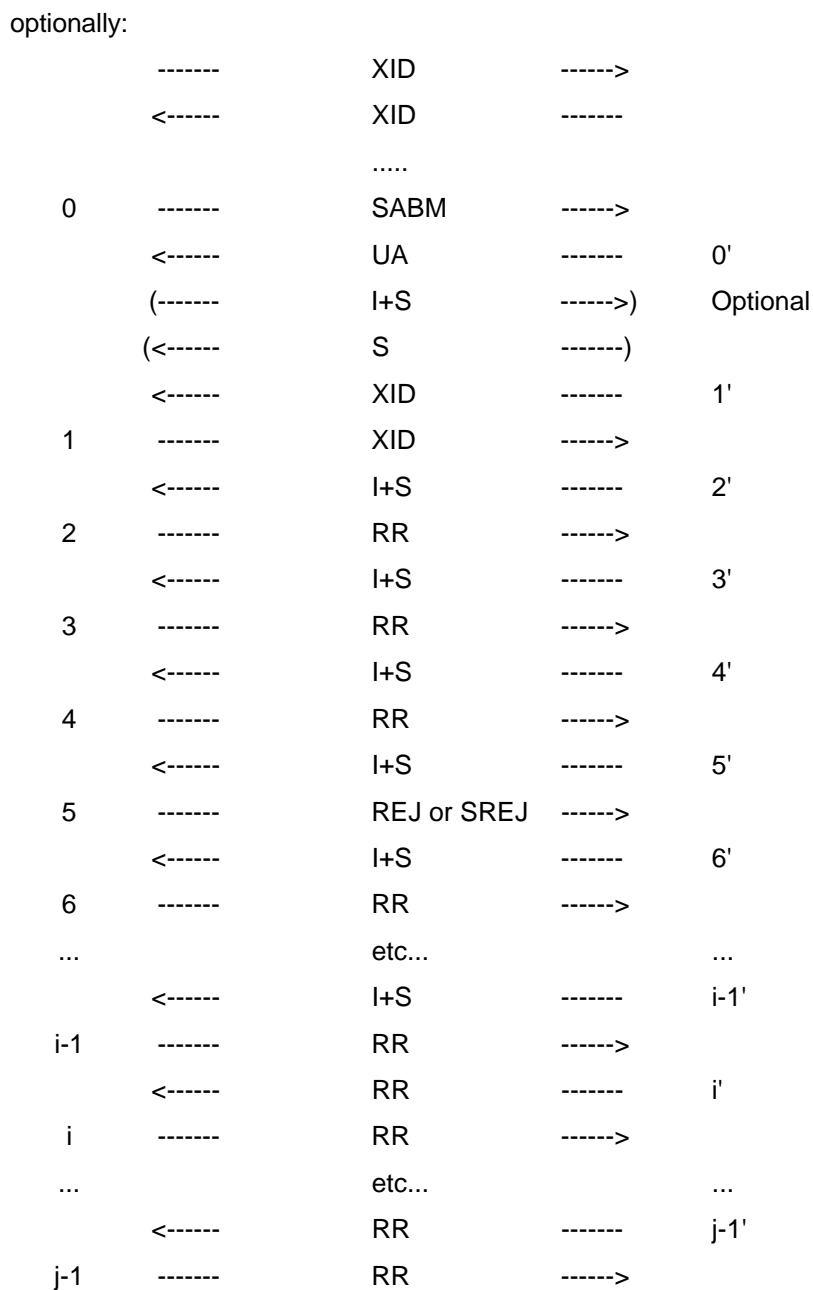 optionally:
------- XID ------>
<------ XID -------
.....
0 ------- SABM ------>
<------ UA ------- 0'
(------- I+S ------>) Optional
(<------ S -------)
<------ XID ------- 1'
1 ------- XID ------>
<------ I+S ------- 2'
2 ------- RR ------>
<------ I+S ------- 3'
3 ------- RR ------>
<------ I+S ------- 4'
4 ------- RR ------>
<------ I+S ------- 5'
5 ------- REJ or SREJ ------>
<------ I+S ------- 6'
6 ------- RR ------>
... etc... ...
<------ I+S ------- i-1'
i-1 ------- RR ------>
<------ RR ------- i'
i ------- RR ------>
... etc... ...
<------ RR ------- j-1'
j-1 ------- RR ------>